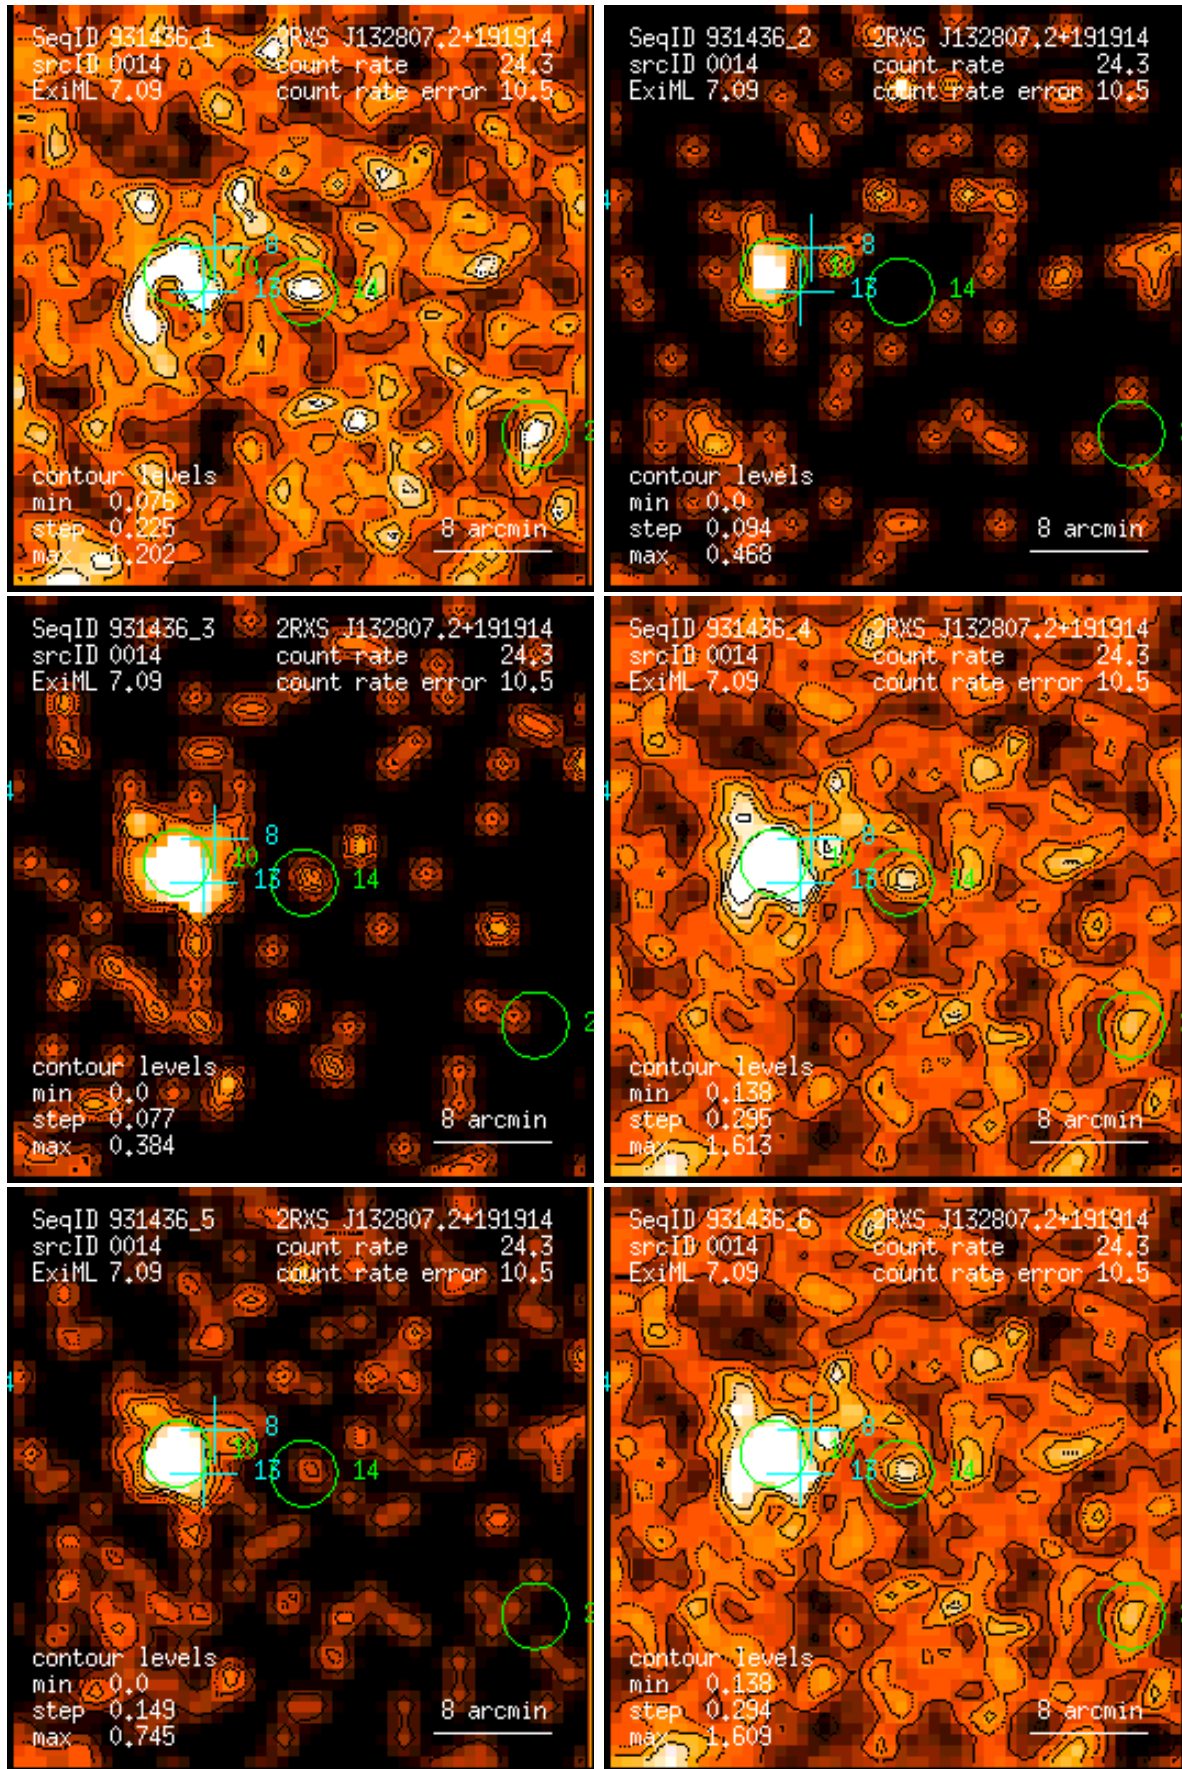 SeqID 931436_1 2RXS J132807.2+191914
srcID 0014 count rate 24.3
ExiML 7.09 count rate error 10.5
4
8
10
13 14
2
contour levels
min 0.076
step 0.225
max 1.202
8 arcmin
SeqID 931436_2 2RXS J132807.2+191914
srcID 0014 count rate 24.3
ExiML 7.09 count rate error 10.5
4
8
10
13 14
contour levels
min 0.0
step 0.094
max 0.468
8 arcmin
SeqID 931436_3 2RXS J132807.2+191914
srcID 0014 count rate 24.3
ExiML 7.09 count rate error 10.5
4
8
10
13 14
2
contour levels
min 0.0
step 0.077
max 0.384
8 arcmin
SeqID 931436_4 2RXS J132807.2+191914
srcID 0014 count rate 24.3
ExiML 7.09 count rate error 10.5
4
8
10
13 14
contour levels
min 0.138
step 0.295
max 1.613
8 arcmin
SeqID 931436_5 2RXS J132807.2+191914
srcID 0014 count rate 24.3
ExiML 7.09 count rate error 10.5
4
8
10
13 14
2
contour levels
min 0.0
step 0.149
max 0.745
8 arcmin
SeqID 931436_6 2RXS J132807.2+191914
srcID 0014 count rate 24.3
ExiML 7.09 count rate error 10.5
4
8
10
13 14
contour levels
min 0.138
step 0.294
max 1.609
8 arcmin